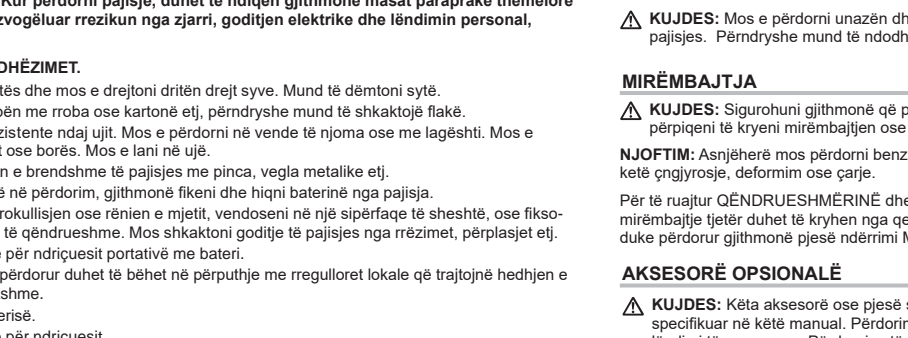 Kur përdorni pajisje, duhet të ndiqen gjithmonë masat paraprake themelore
zvogëluar rrezikun nga zjarri, goditjen elektrike dhe lëndimin personal,
DHËZIMET.
tës dhe mos e drejtoni dritën drejt syve. Mund të dëmtoni sytë.
bën me rroba ose kartonë etj, përndryshe mund të shkaktojë flakë.
zistente ndaj ujit. Mos e përdorni në vende të njoma ose me lagështi. Mos e
t ose borës. Mos e lani në ujë.
n e brendshme të pajisjes me pinca, vegla metalike etj.
ë në përdorim, gjithmonë fikeni dhe hiqni baterinë nga pajisja.
rokullisjen ose rënien e mjetit, vendoseni në një sipërfaqe të sheshtë, ose fikso-
të qëndrueshme. Mos shkaktoni goditje të pajisjes nga rrëzimet, përplasjet etj.
e për ndriçuesit portativë me bateri.
përdorur duhet të bëhet në përputhje me rregulloret lokale që trajtojnë hedhjen e
shme.
erisë.
për ndriçuesit
KUJDES: Mos e përdorni unazën dh
pajisjes. Përndryshe mund të ndodh
MIRËMBAJTJA
KUJDES: Sigurohuni gjithmonë që p
përpiqeni të kryeni mirëmbajtjen ose
NJOFTIM: Asnjëherë mos përdorni benz
ketë çngjyrosje, deformim ose çarje.
Për të ruajtur QËNDRUESHMËRINË dhe
mirëmbajtje tjetër duhet të kryhen nga qe
duke përdorur gjithmonë pjesë ndërrimi M
AKSESORË OPSIONALË
KUJDES: Këta aksesorë ose pjesë s
specifikuar në këtë manual. Përdorin